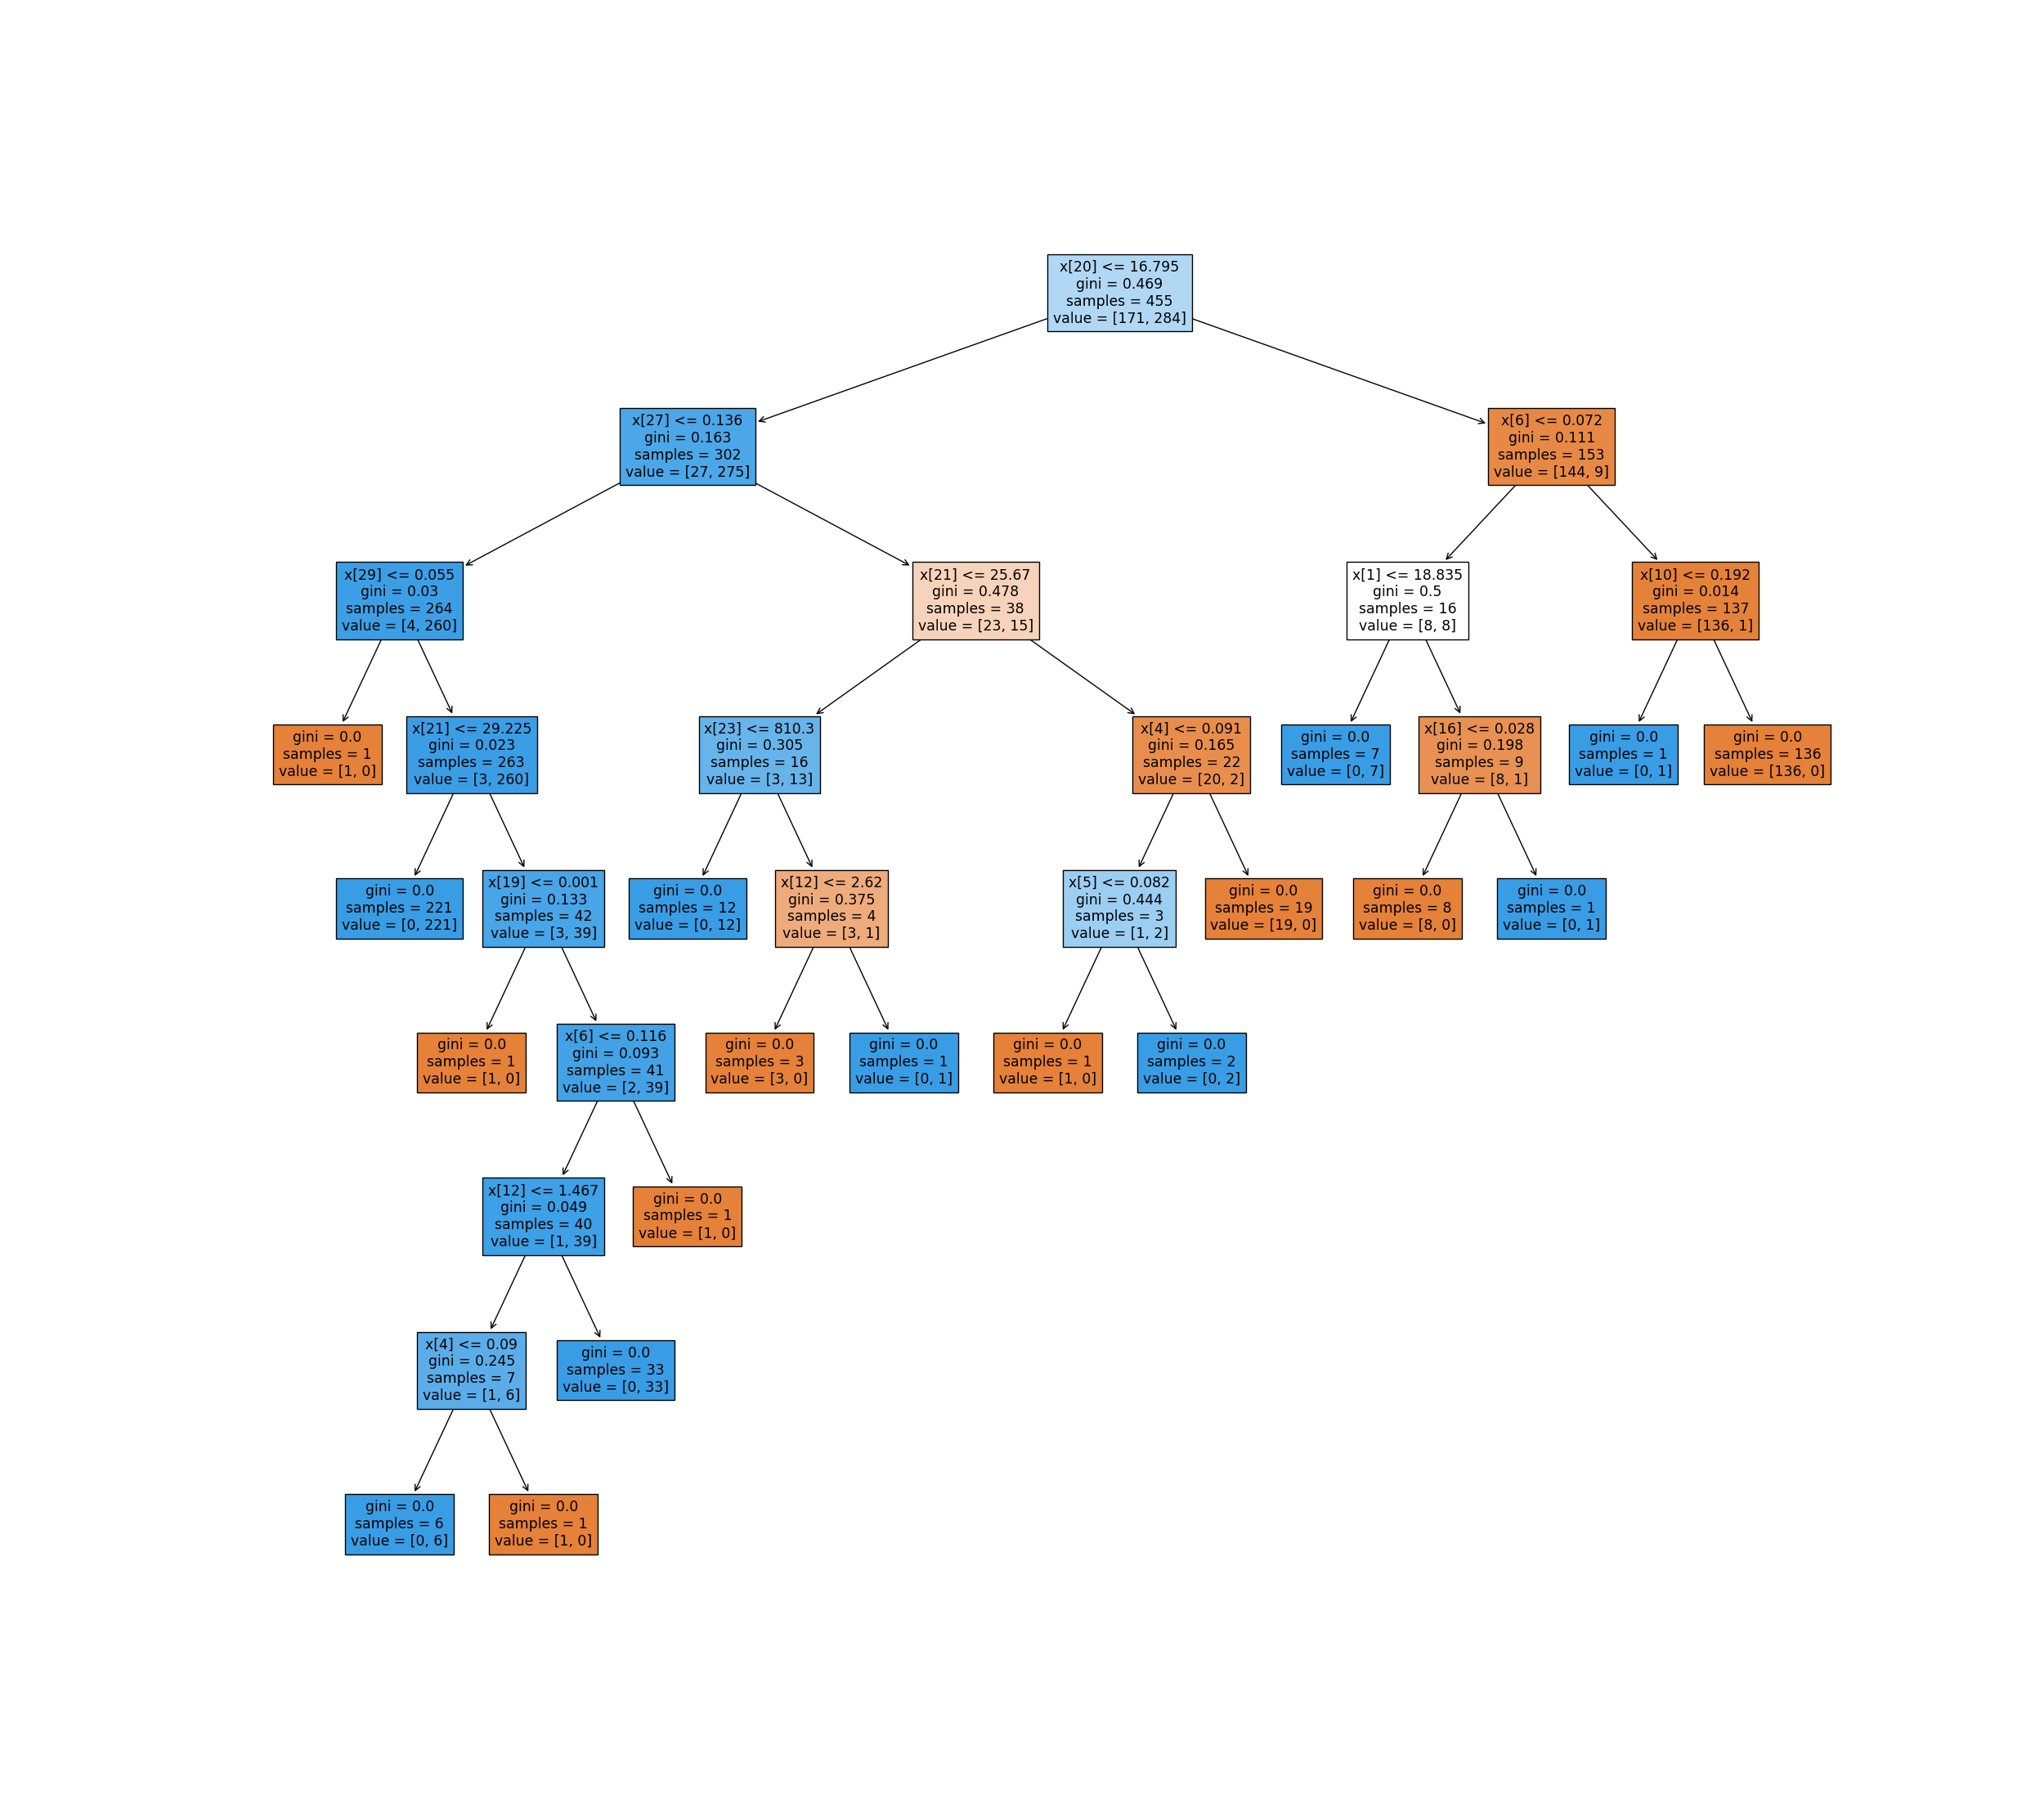 x[20] <= 16.795
gini = 0.469
samples = 455
value = [171, 284]
x[27] <= 0.136
gini = 0.163
samples = 302
value = [27, 275]
x[6] <= 0.072
gini = 0.111
samples = 153
value = [144, 9]
x[29] <= 0.055
gini = 0.03
samples = 264
value = [4, 260]
x[21] <= 25.67
gini = 0.478
samples = 38
value = [23, 15]
x[1] <= 18.835
gini = 0.5
samples = 16
value = [8, 8]
x[10] <= 0.192
gini = 0.014
samples = 137
value = [136, 1]
gini = 0.0
samples = 1
value = [1, 0]
x[21] <= 29.225
gini = 0.023
samples = 263
value = [3, 260]
x[23] <= 810.3
gini = 0.305
samples = 16
value = [3, 13]
x[4] <= 0.091
gini = 0.165
samples = 22
value = [20, 2]
gini = 0.0
samples = 7
value = [0, 7]
x[16] <= 0.028
gini = 0.198
samples = 9
value = [8, 1]
gini = 0.0
samples = 1
value = [0, 1]
gini = 0.0
samples = 136
value = [136, 0]
gini = 0.0
samples = 221
value = [0, 221]
x[19] <= 0.001
gini = 0.133
samples = 42
value = [3, 39]
gini = 0.0
samples = 12
value = [0, 12]
x[12] <= 2.62
gini = 0.375
samples = 4
value = [3, 1]
x[5] <= 0.082
gini = 0.444
samples = 3
value = [1, 2]
gini = 0.0
samples = 19
value = [19, 0]
gini = 0.0
samples = 8
value = [8, 0]
gini = 0.0
samples = 1
value = [0, 1]
gini = 0.0
samples = 1
value = [1, 0]
x[6] <= 0.116
gini = 0.093
samples = 41
value = [2, 39]
gini = 0.0
samples = 3
value = [3, 0]
gini = 0.0
samples = 1
value = [0, 1]
gini = 0.0
samples = 1
value = [1, 0]
gini = 0.0
samples = 2
value = [0, 2]
x[12] <= 1.467
gini = 0.049
samples = 40
value = [1, 39]
gini = 0.0
samples = 1
value = [1, 0]
x[4] <= 0.09
gini = 0.245
samples = 7
value = [1, 6]
gini = 0.0
samples = 33
value = [0, 33]
gini = 0.0
samples = 6
value = [0, 6]
gini = 0.0
samples = 1
value = [1, 0]